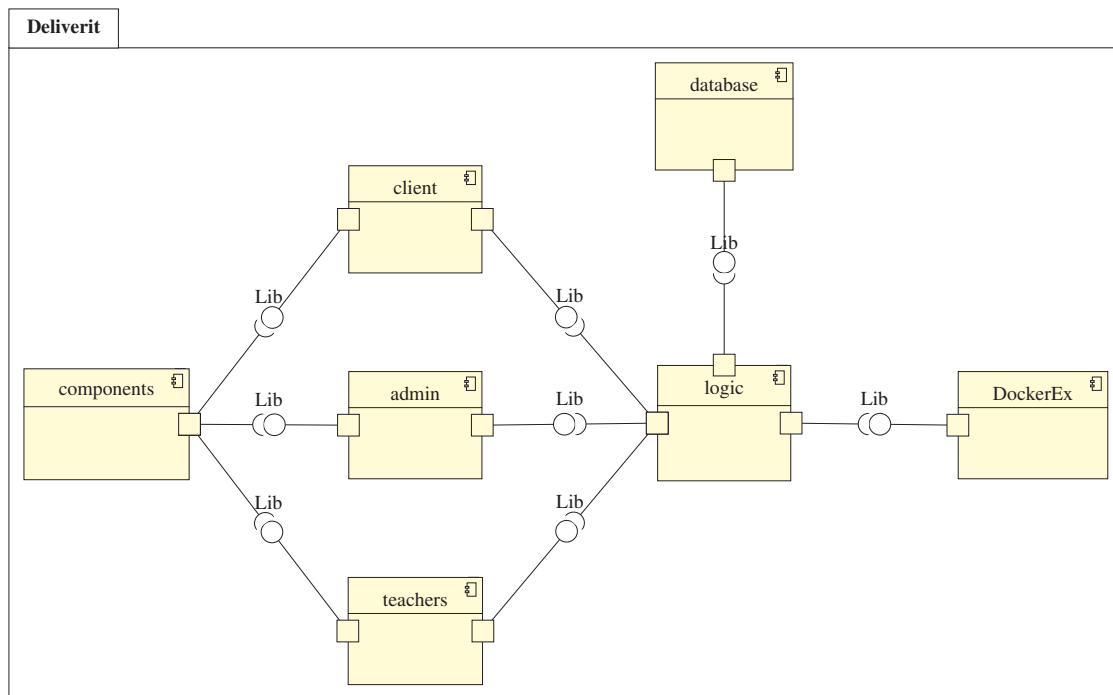 Deliverit
database
client
Lib
Lib
Lib
components
Lib
admin
Lib
logic
Lib
DockerEx
Lib
Lib
teachers